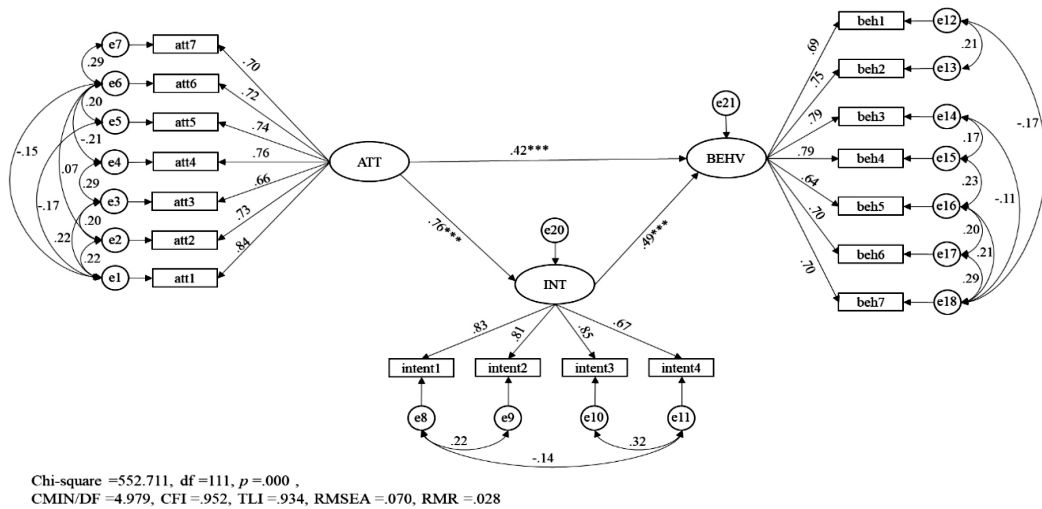 e7 att7
.29
e6 att6
.20
e5 att5
-.21
e4 att4
.29
e3 att3
.20
e2 att2
.22
e1 att1
-.15
.07
-.17
.22
.70
.72
.74
.76
.66
.73
.84
ATT
.42***
.76***
e20
INT
.49***
e21
BEHV
.69
.75
.79
.79
.64
.70
.70
beh1 e12
.21
beh2 e13
beh3 e14
.17
beh4 e15
.23
beh5 e16
.20
beh6 e17
.29
beh7 e18
.21
-.11
-.17
.83
.81
.85
.67
intent1 intent2 intent3 intent4
e8 e9 e10 e11
.22 .32
-.14
Chi-square =552.711, df =111, p =.000 ,
CMIN/DF =4.979, CFI =.952, TLI =.934, RMSEA =.070, RMR =.028